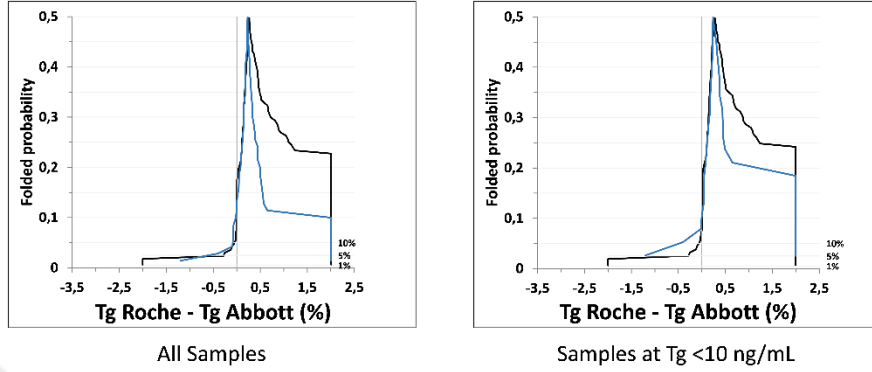 Folded probability
0,5
0,4
0,3
0,2
0,1
0
10%
5%
1%
-3,5 -2,5 -1,5 -0,5 0,5 1,5 2,5
Tg Roche - Tg Abbott (%)
All Samples
Folded probability
0,5
0,4
0,3
0,2
0,1
0
10%
5%
1%
-3,5 -2,5 -1,5 -0,5 0,5 1,5 2,5
Tg Roche - Tg Abbott (%)
Samples at Tg <10 ng/mL